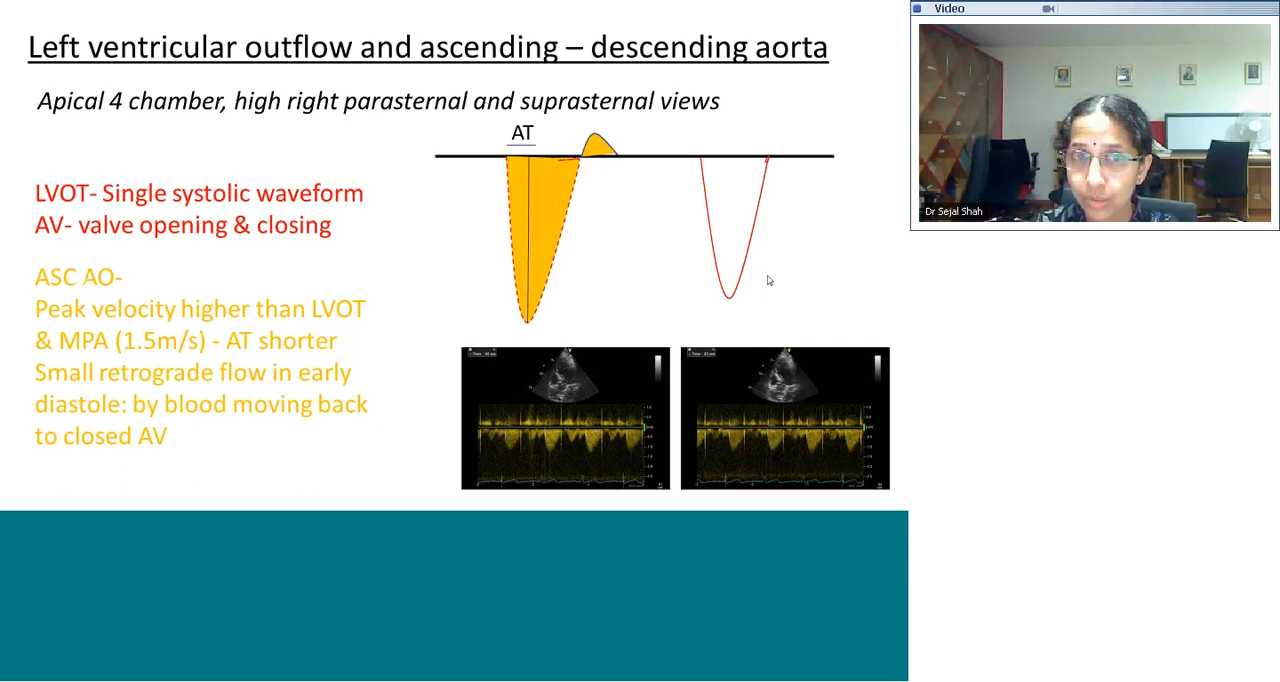 Left ventricular outflow and ascending – descending aorta
Apical 4 chamber, high right parasternal and suprasternal views
AT
LVOT- Single systolic waveform
AV- valve opening & closing
ASC AO-
Peak velocity higher than LVOT
& MPA (1.5m/s) - AT shorter
Small retrograde flow in early
diastole: by blood moving back
to closed AV
Video
Dr Sejal Shah